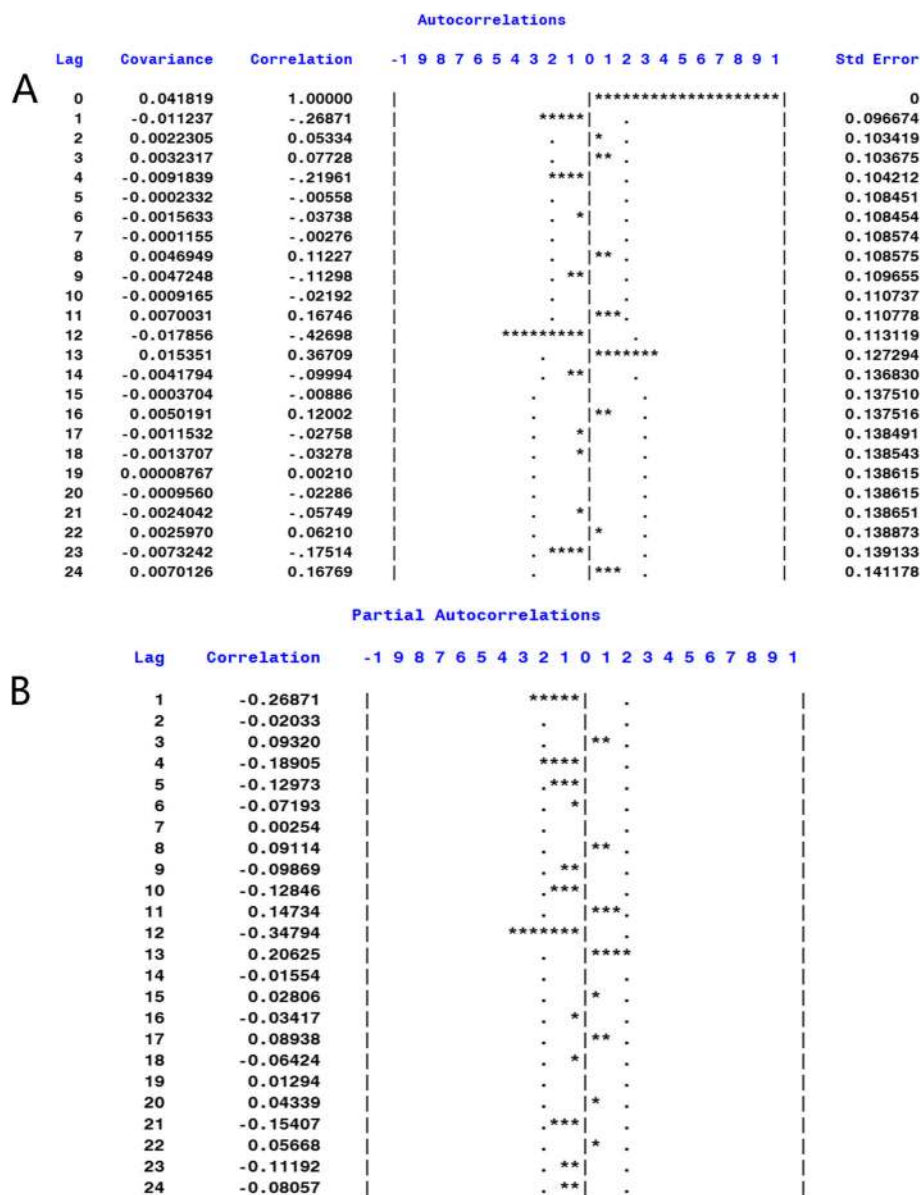 Autocorrelations
Lag Covariance Correlation -1 9 8 7 6 5 4 3 2 1 0 1 2 3 4 5 6 7 8 9 1 Std Error
A
0 0.041819 1.00000 | |********************| 0
1 -0.011237 -.26871 | *****| . | 0.096674
2 0.0022305 0.05334 | . |* . | 0.103419
3 0.0032317 0.07728 | . |** . | 0.103675
4 -0.0091839 -.21961 | ****| . | 0.104212
5 -0.0002332 -.00558 | . | . | 0.108451
6 -0.0015633 -.03738 | . *| . | 0.108454
7 -0.0001155 -.00276 | . | . | 0.108574
8 0.0046949 0.11227 | . |** . | 0.108575
9 -0.0047248 -.11298 | . **| . | 0.109655
10 -0.0009165 -.02192 | . | . | 0.110737
11 0.0070031 0.16746 | . |***. | 0.110778
12 -0.017856 -.42698 | *********| . | 0.113119
13 0.015351 0.36709 | . |******* | 0.127294
14 -0.0041794 -.09994 | . **| . | 0.136830
15 -0.0003704 -.00886 | . | . | 0.137510
16 0.0050191 0.12002 | . |** . | 0.137516
17 -0.0011532 -.02758 | . *| . | 0.138491
18 -0.0013707 -.03278 | . *| . | 0.138543
19 0.00008767 0.00210 | . | . | 0.138615
20 -0.0009560 -.02286 | . | . | 0.138615
21 -0.0024042 -.05749 | . *| . | 0.138651
22 0.0025970 0.06210 | . |* . | 0.138873
23 -0.0073242 -.17514 | . ****| . | 0.139133
24 0.0070126 0.16769 | . |*** . | 0.141178
Partial Autocorrelations
Lag Correlation -1 9 8 7 6 5 4 3 2 1 0 1 2 3 4 5 6 7 8 9 1
B
1 -0.26871 | *****| . |
2 -0.02033 | . | . |
3 0.09320 | . |** . |
4 -0.18905 | ****| . |
5 -0.12973 | .***| . |
6 -0.07193 | . *| . |
7 0.00254 | . | . |
8 0.09114 | . |** . |
9 -0.09869 | . **| . |
10 -0.12846 | .***| . |
11 0.14734 | . |***. |
12 -0.34794 | *******| . |
13 0.20625 | . |**** |
14 -0.01554 | . | . |
15 0.02806 | . |* . |
16 -0.03417 | . *| . |
17 0.08938 | . |** . |
18 -0.06424 | . *| . |
19 0.01294 | . | . |
20 0.04339 | . |* . |
21 -0.15407 | .***| . |
22 0.05668 | . |* . |
23 -0.11192 | . **| . |
24 -0.08057 | . **| . |